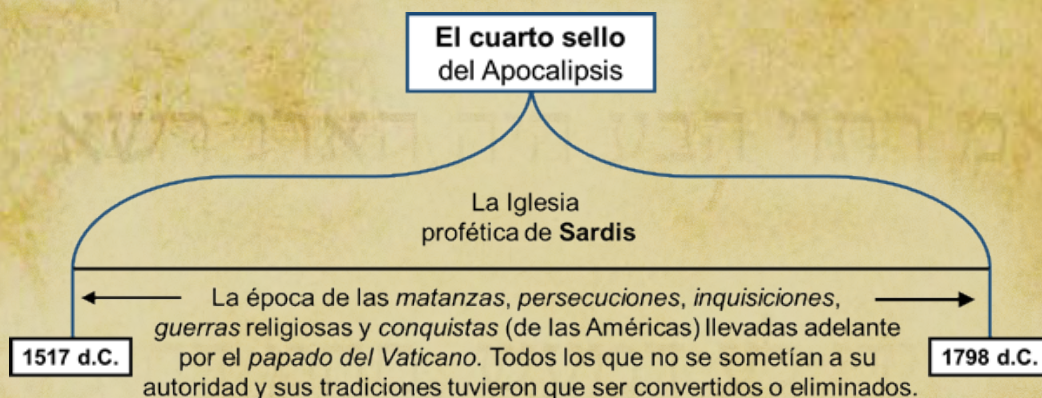 El cuarto sello
del Apocalipsis
La Iglesia
profética de Sardis
La época de las matanzas, persecuciones, inquisiciones,
guerras religiosas y conquistas (de las Américas) llevadas adelante
por el papado del Vaticano. Todos los que no se sometían a su
autoridad y sus tradiciones tuvieron que ser convertidos o eliminados.
1517 d.C.
1798 d.C.